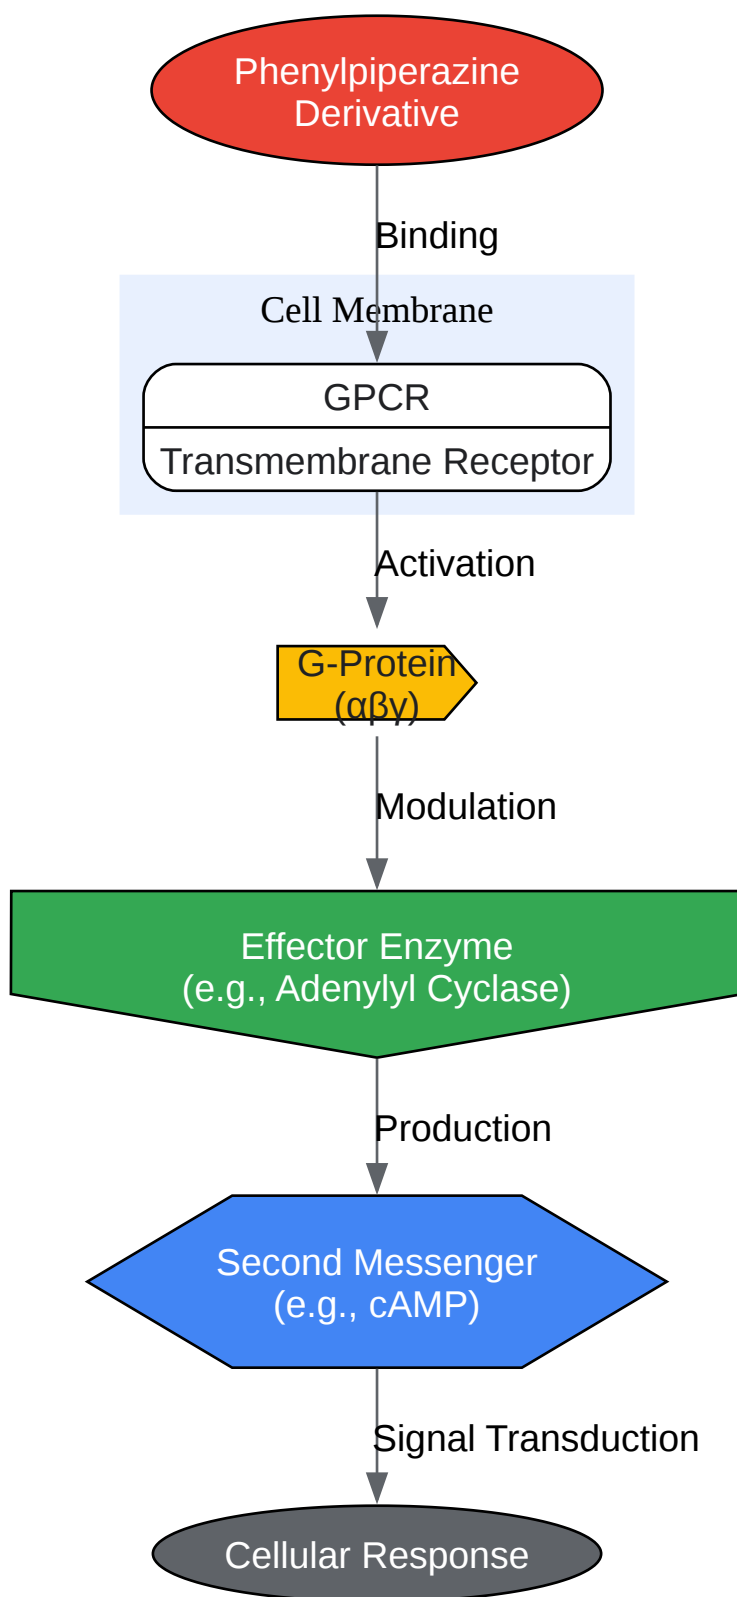 Phenylpiperazine
Derivative
Binding
Cell Membrane
GPCR
Transmembrane Receptor
Activation
G-Protein
(αβγ)
Modulation
Effector Enzyme
(e.g., Adenylyl Cyclase)
Production
Second Messenger
(e.g., cAMP)
Signal Transduction
Cellular Response